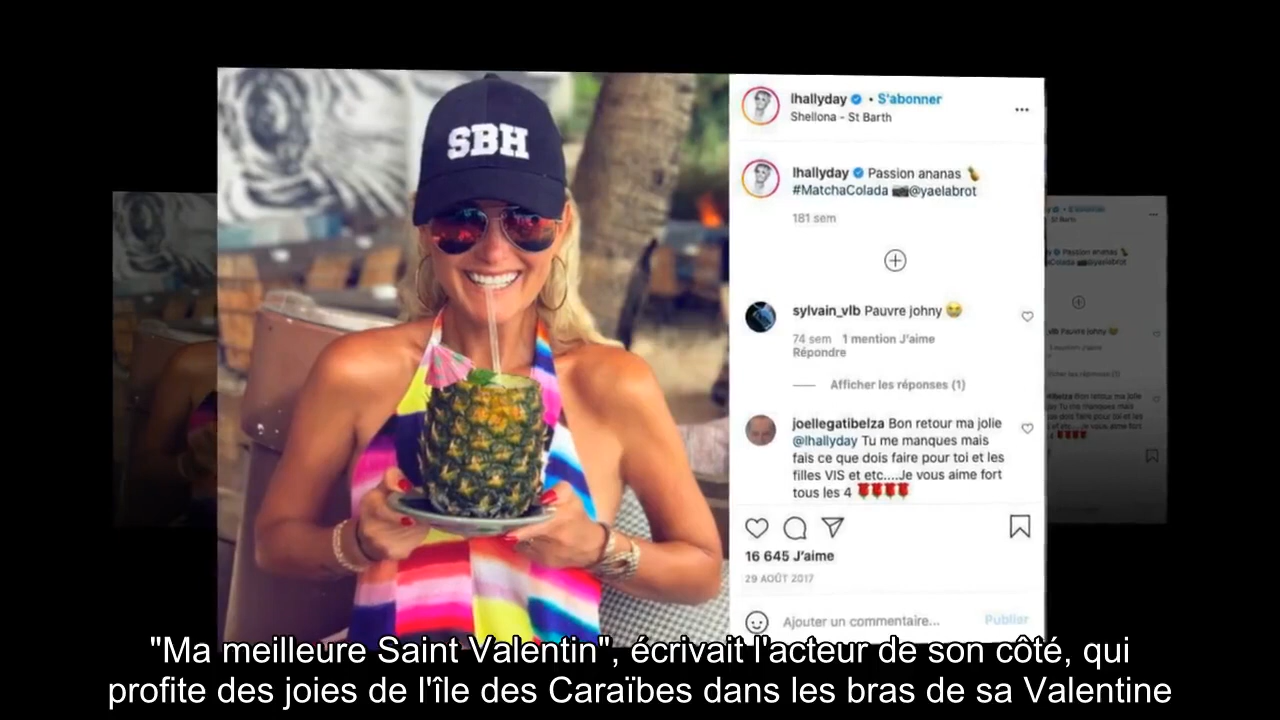 SBH
lhallyday • S'abonner
Shellona - St Barth
lhallyday Passion ananas 🍍
#MatchaColada 📷@yaelabrot
181 sem
sylvain_vlb Pauvre johny 😂
74 sem 1 mention J'aime
Répondre
Afficher les réponses (1)
joellegatibelza Bon retour ma jolie
@lhallyday Tu me manques mais
fais ce que dois faire pour toi et les
filles VIS et etc....Je vous aime fort
tous les 4 🌹🌹🌹🌹
16 645 J'aime
29 AOÛT 2017
Ajouter un commentaire...
Publier
"Ma meilleure Saint Valentin", écrivait l'acteur de son côté, qui
profite des joies de l'île des Caraïbes dans les bras de sa Valentine